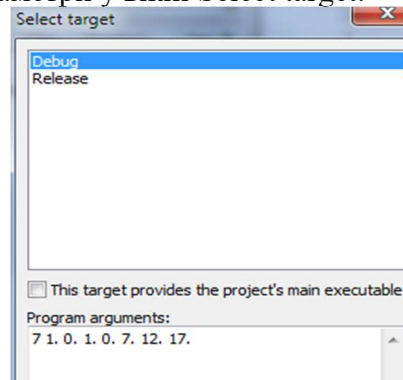 Select target
Debug
Release
This target provides the project's main executable
Program arguments:
7 1. 0. 1. 0. 7. 12. 17.